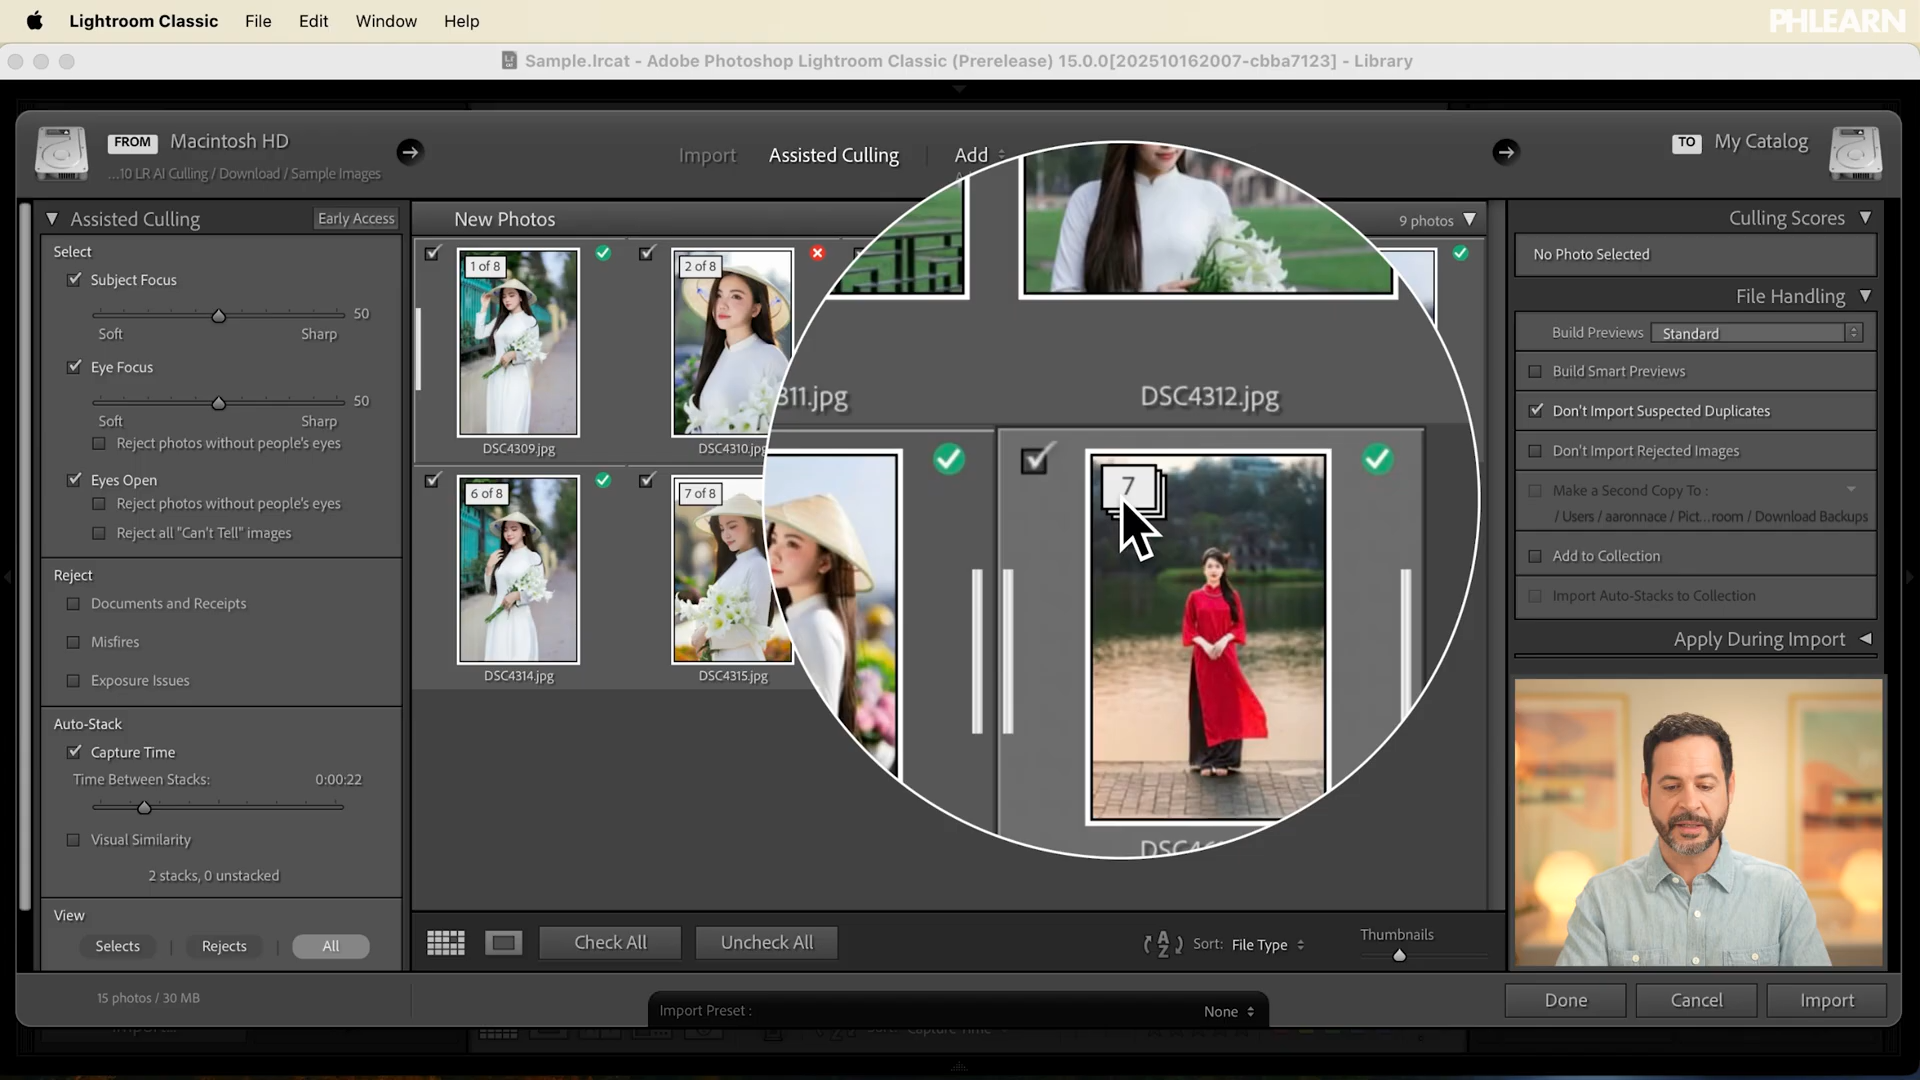 Lightroom Classic File Edit Window Help
PHLEARN
Sample.lrcat - Adobe Photoshop Lightroom Classic (Prerelease) 15.0.0[202510162007-cbba7123] - Library
FROM Macintosh HD
...10 LR AI Culling / Download / Sample Images
Import Assisted Culling Add
TO My Catalog
Assisted Culling Early Access
Select
Subject Focus
50
Soft Sharp
Eye Focus
50
Soft Sharp
Reject photos without people's eyes
Eyes Open
Reject photos without people's eyes
Reject all "Can't Tell" images
Reject
Documents and Receipts
Misfires
Exposure Issues
Auto-Stack
Capture Time
Time Between Stacks: 0:00:22
Visual Similarity
2 stacks, 0 unstacked
View
Selects Rejects All
15 photos / 30 MB
New Photos
9 photos
1 of 8
2 of 8
DSC4309.jpg
DSC4310.jpg
311.jpg
DSC4312.jpg
6 of 8
7 of 8
7
DSC4314.jpg
DSC4315.jpg
Check All Uncheck All
Sort: File Type
Thumbnails
Import Preset : None
Culling Scores
No Photo Selected
File Handling
Build Previews Standard
Build Smart Previews
Don't Import Suspected Duplicates
Don't Import Rejected Images
Make a Second Copy To :
/ Users / aaronnace / Pict...room / Download Backups
Add to Collection
Import Auto-Stacks to Collection
Apply During Import
Done Cancel Import